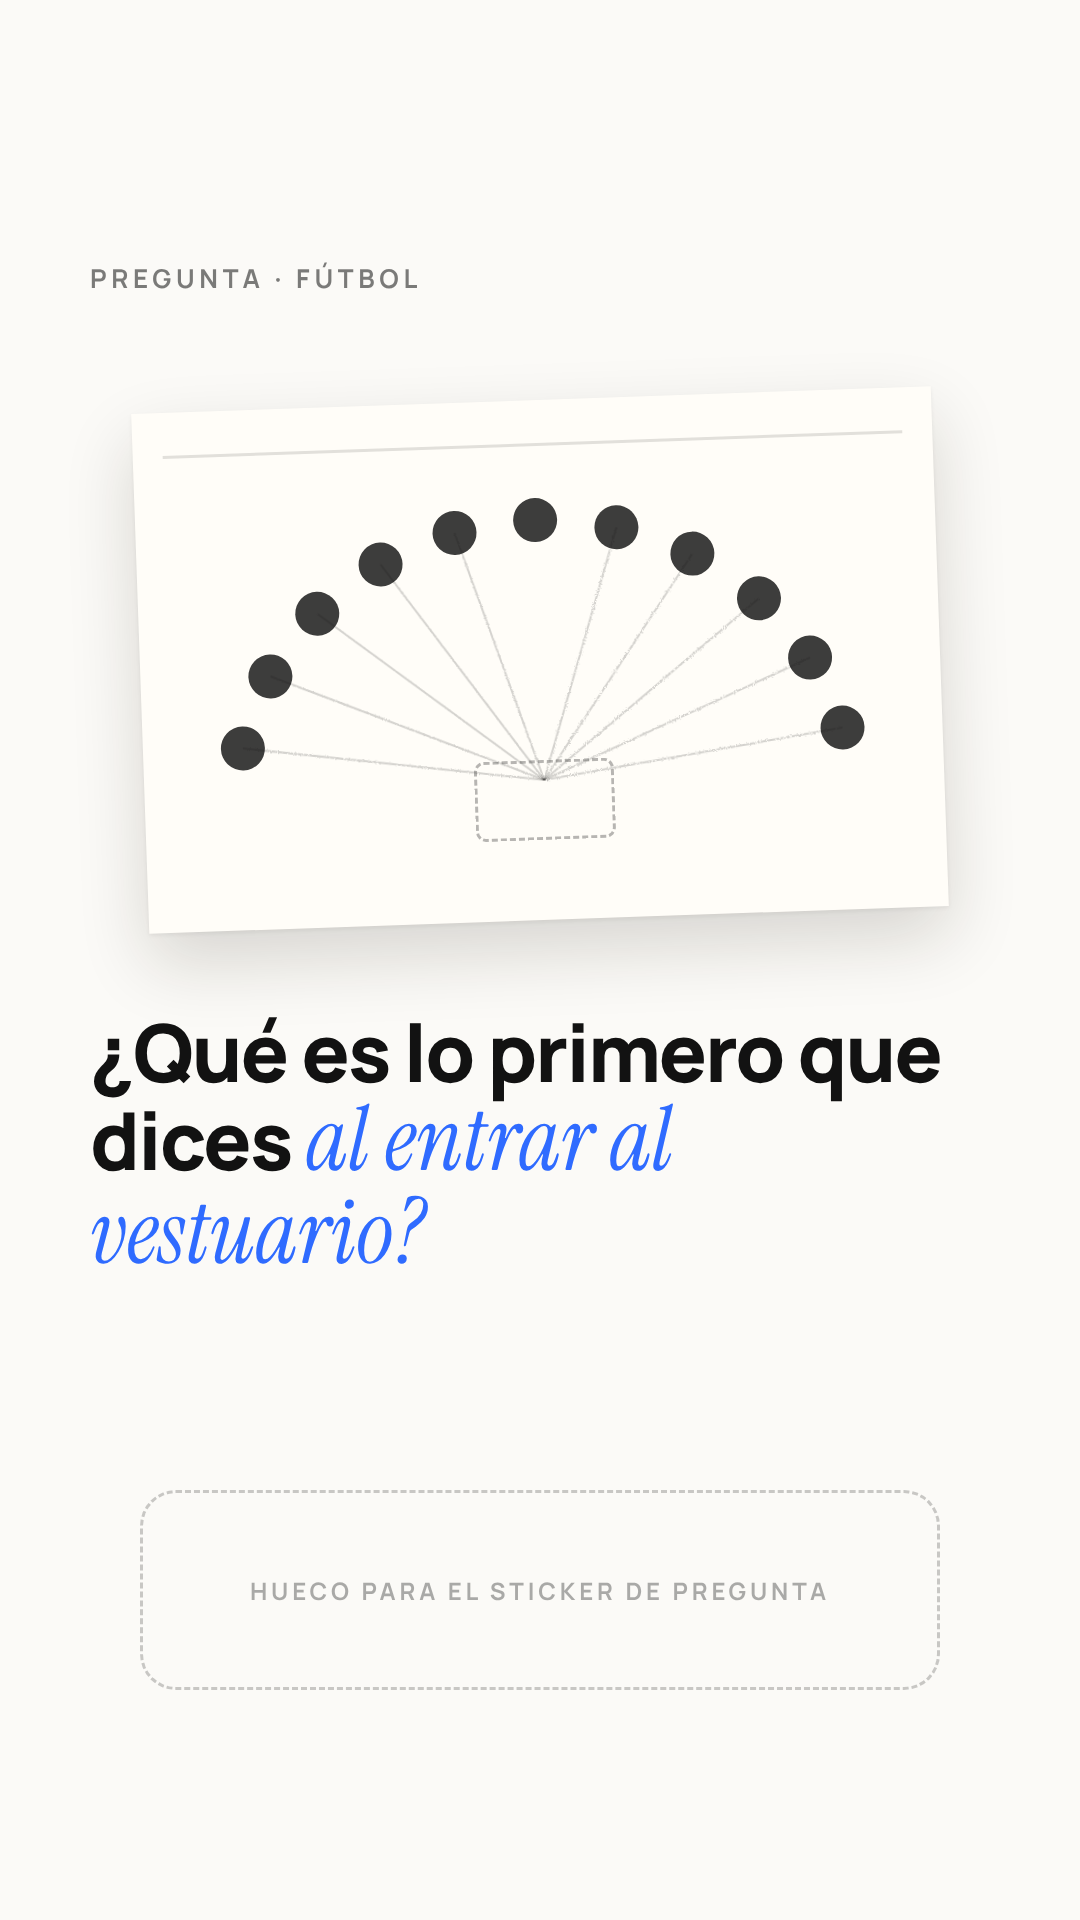 PREGUNTA · FÚTBOL
¿Qué es lo primero que
dices al entrar al
vestuario?
HUECO PARA EL STICKER DE PREGUNTA